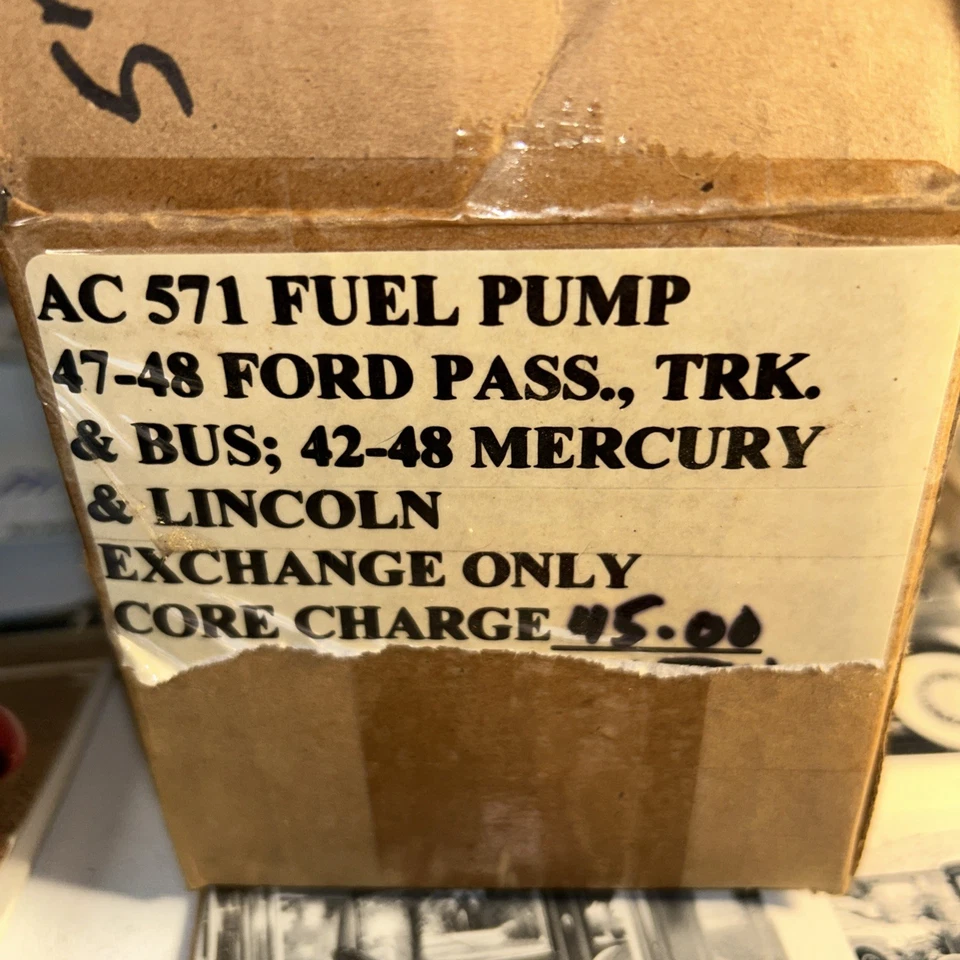 AC 571 FUEL PUMP
47-48 FORD PASS., TRK.
& BUS; 42-48 MERCURY
& LINCOLN
EXCHANGE ONLY
CORE CHARGE 45.00